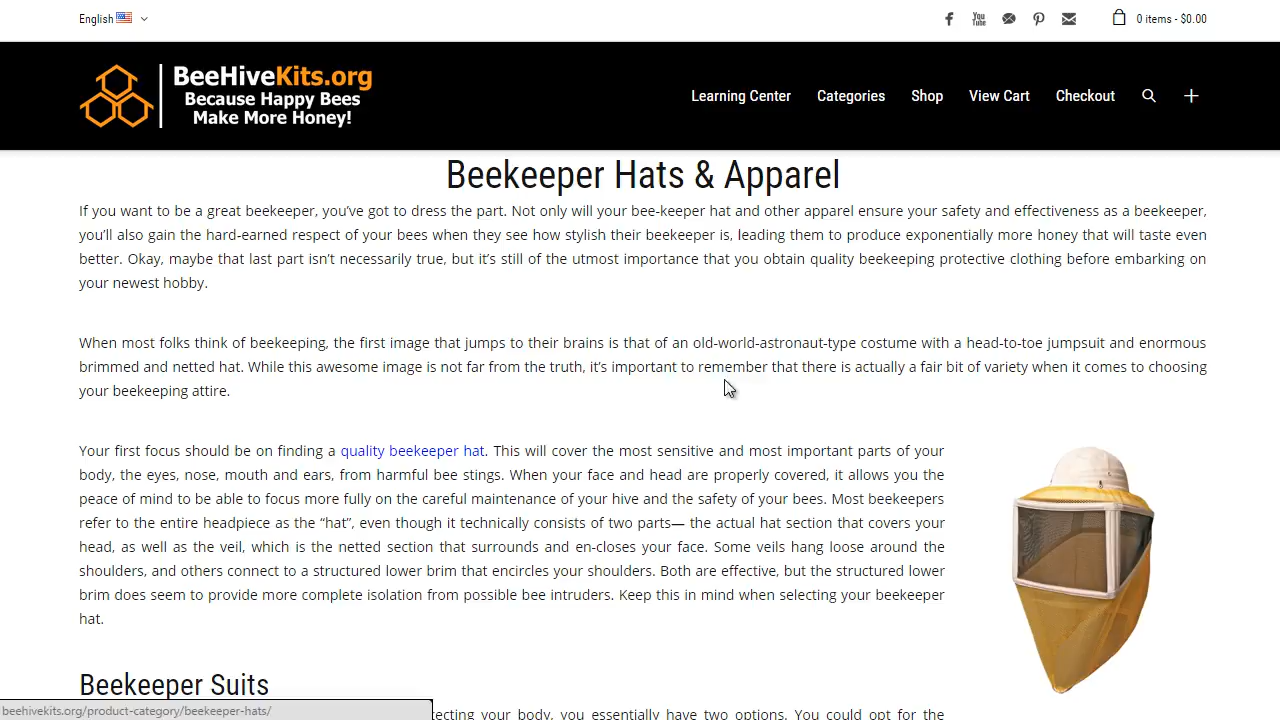 English
You
Tube
0 items - $0.00
BeeHiveKits.org
Because Happy Bees
Make More Honey!
Learning Center
Categories
Shop
View Cart
Checkout
Beekeeper Hats & Apparel
If you want to be a great beekeeper, you’ve got to dress the part. Not only will your bee-keeper hat and other apparel ensure your safety and effectiveness as a beekeeper,
you’ll also gain the hard-earned respect of your bees when they see how stylish their beekeeper is, leading them to produce exponentially more honey that will taste even
better. Okay, maybe that last part isn’t necessarily true, but it’s still of the utmost importance that you obtain quality beekeeping protective clothing before embarking on
your newest hobby.
When most folks think of beekeeping, the first image that jumps to their brains is that of an old-world-astronaut-type costume with a head-to-toe jumpsuit and enormous
brimmed and netted hat. While this awesome image is not far from the truth, it’s important to remember that there is actually a fair bit of variety when it comes to choosing
your beekeeping attire.
Your first focus should be on finding a quality beekeeper hat. This will cover the most sensitive and most important parts of your
body, the eyes, nose, mouth and ears, from harmful bee stings. When your face and head are properly covered, it allows you the
peace of mind to be able to focus more fully on the careful maintenance of your hive and the safety of your bees. Most beekeepers
refer to the entire headpiece as the “hat”, even though it technically consists of two parts— the actual hat section that covers your
head, as well as the veil, which is the netted section that surrounds and en-closes your face. Some veils hang loose around the
shoulders, and others connect to a structured lower brim that encircles your shoulders. Both are effective, but the structured lower
brim does seem to provide more complete isolation from possible bee intruders. Keep this in mind when selecting your beekeeper
hat.
Beekeeper Suits
tecting your body, you essentially have two options. You could opt for the
beehivekits.org/product-category/beekeeper-hats/